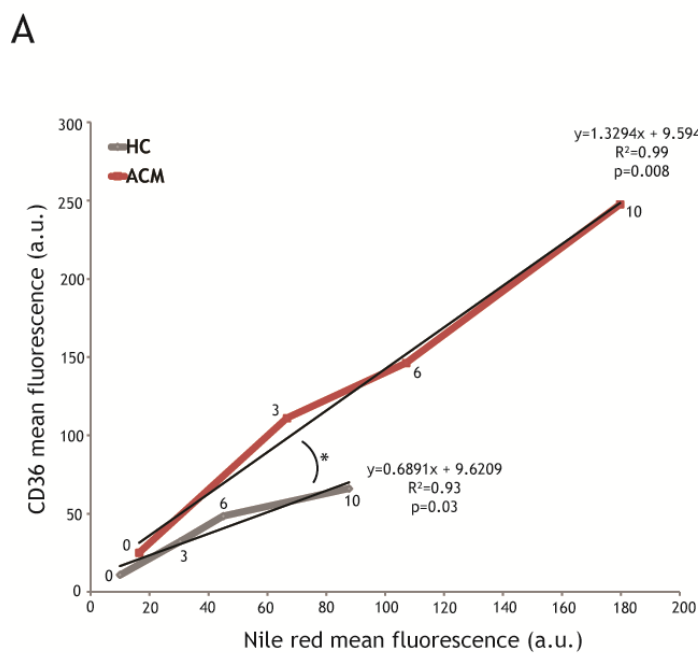 A
300
250
200
150
100
50
0
CD36 mean fluorescence (a.u.)
HC
ACM
y=1.3294x + 9.594
R²=0.99
p=0.008
10
6
3
0
*
y=0.6891x + 9.6209
R²=0.93
p=0.03
10
6
3
0
0 20 40 60 80 100 120 140 160 180 200
Nile red mean fluorescence (a.u.)